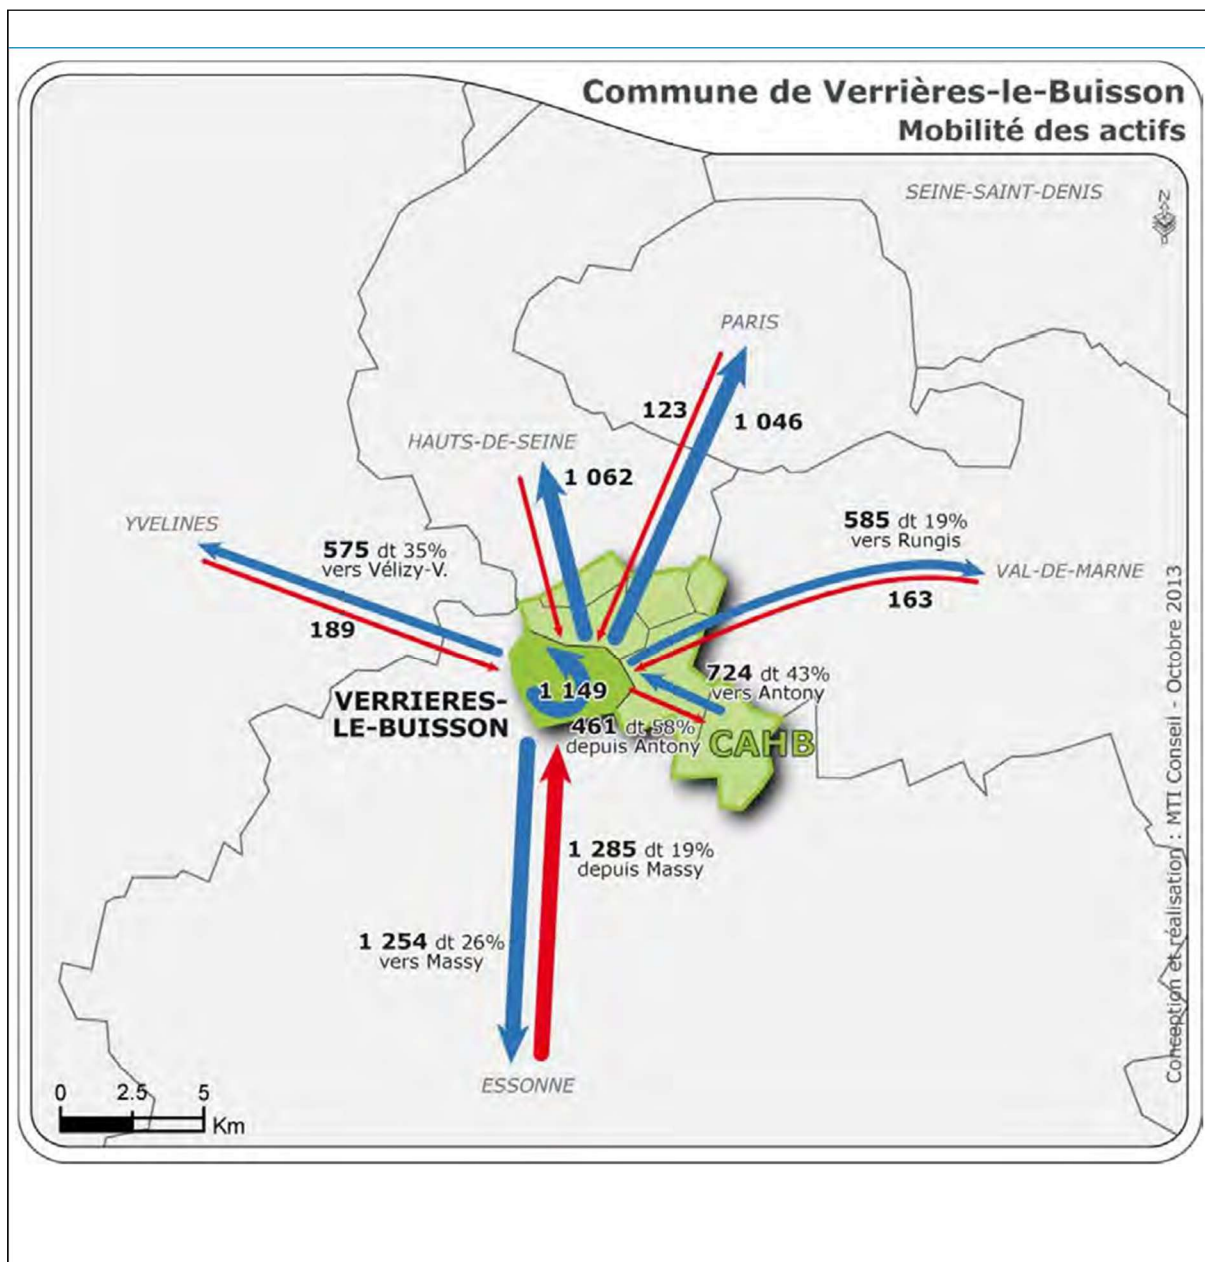 Commune de Verrières-le-Buisson
Mobilité des actifs
SEINE-SAINT-DENIS
N
PARIS
123
1 046
HAUTS-DE-SEINE
1 062
YVELINES
575 dt 35%
vers Vélizy-V.
189
585 dt 19%
vers Rungis
VAL-DE-MARNE
163
724 dt 43%
vers Antony
VERRIERES-
LE-BUISSON
1 149
461 dt 58%
depuis Antony
CAHB
1 285 dt 19%
depuis Massy
1 254 dt 26%
vers Massy
ESSONNE
0 2.5 5
Km
Conception et réalisation : MTI Conseil - Octobre 2013